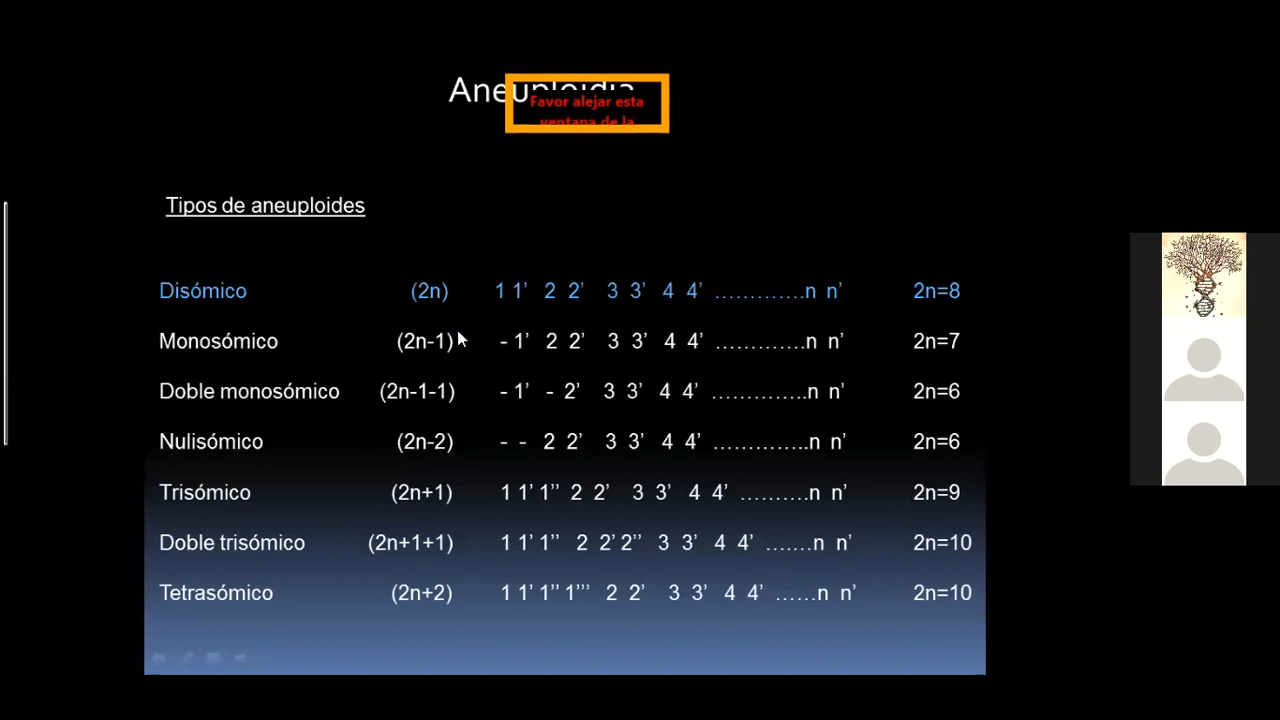 Aneuploidia
Favor alejar esta
ventana de la
Tipos de aneuploides
Disómico (2n) 1 1’ 2 2’ 3 3’ 4 4’ ………….n n’ 2n=8
Monosómico (2n-1) - 1’ 2 2’ 3 3’ 4 4’ ………….n n’ 2n=7
Doble monosómico (2n-1-1) - 1’ - 2’ 3 3’ 4 4’ …………..n n’ 2n=6
Nulisómico (2n-2) - - 2 2’ 3 3’ 4 4’ …………..n n’ 2n=6
Trisómico (2n+1) 1 1’ 1’’ 2 2’ 3 3’ 4 4’ ……….n n’ 2n=9
Doble trisómico (2n+1+1) 1 1’ 1’’ 2 2’ 2’’ 3 3’ 4 4’ …….n n’ 2n=10
Tetrasómico (2n+2) 1 1’ 1’’ 1’’’ 2 2’ 3 3’ 4 4’ ……n n’ 2n=10